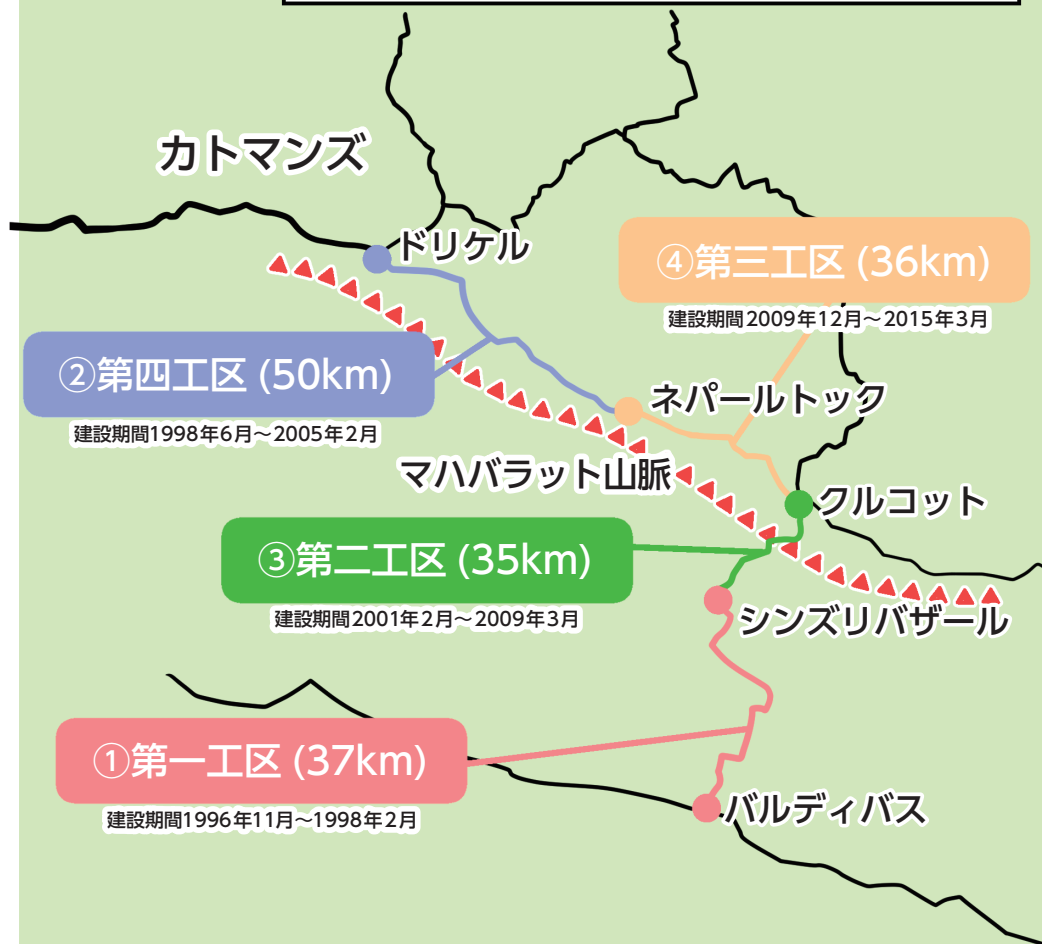 カトマンズ
ドリケル
④第三工区 (36km)
建設期間2009年12月～2015年3月
②第四工区 (50km)
建設期間1998年6月～2005年2月
ネパールトック
マハバラット山脈
クルコット
③第二工区 (35km)
建設期間2001年2月～2009年3月
シンズリバザール
①第一工区 (37km)
建設期間1996年11月～1998年2月
バルディバス